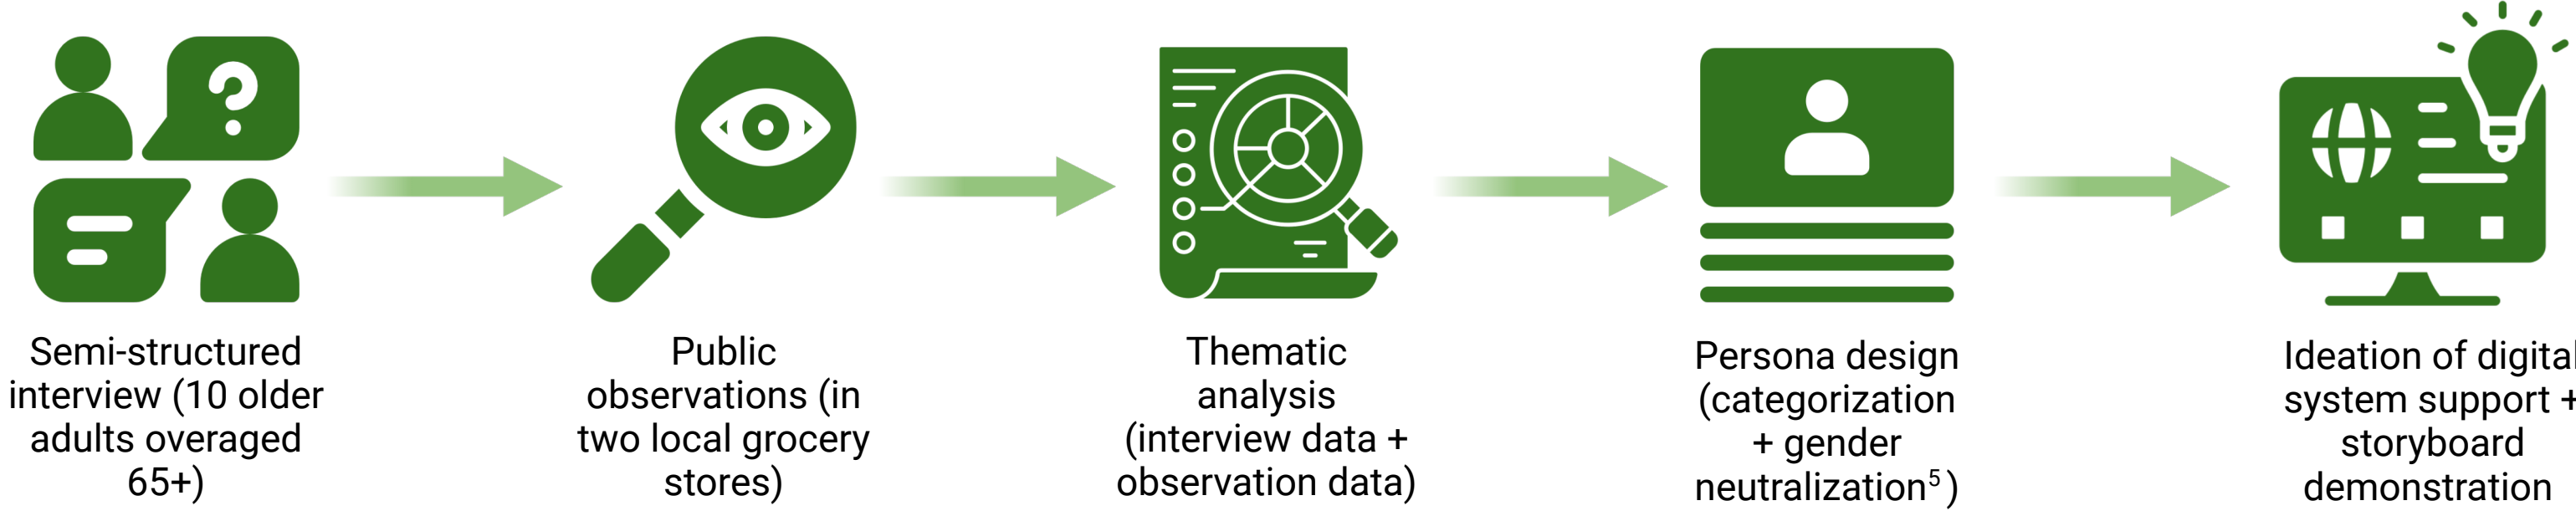 Semi-structured
interview (10 older
adults overaged
65+)
Public
observations (in
two local grocery
stores)
Thematic
analysis
(interview data +
observation data)
Persona design
(categorization
+ gender
neutralization⁵)
Ideation of digital
system support +
storyboard
demonstration